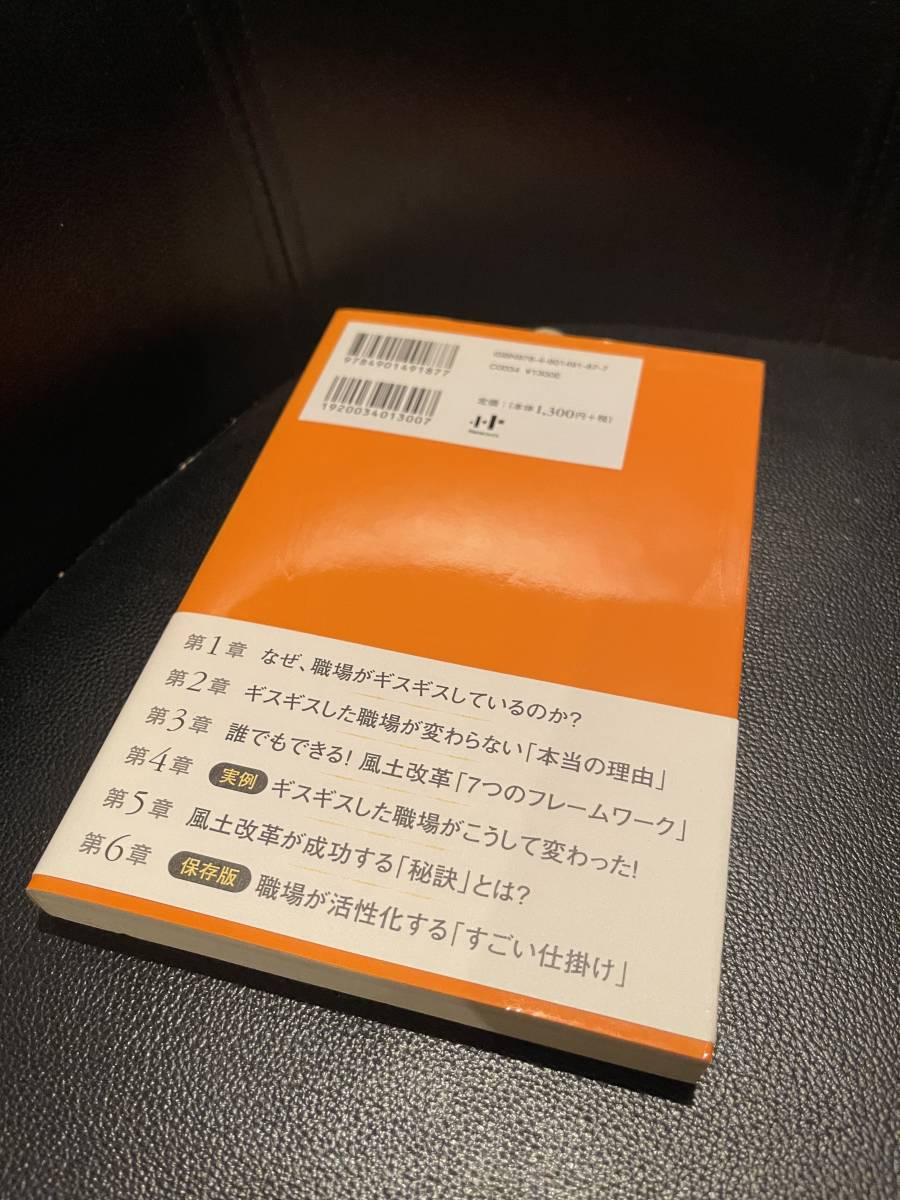 9784901491877
ISBN978-4-901491-87-7
C0034 ¥1300E
1920034013007
定価：(本体1,300円+税)
第1章 なぜ、職場がギスギスしているのか?
第2章 ギスギスした職場が変わらない「本当の理由」
第3章 誰でもできる! 風土改革「7つのフレームワーク」
第4章 実例 ギスギスした職場がこうして変わった!
第5章 風土改革が成功する「秘訣」とは?
第6章 保存版 職場が活性化する「すごい仕掛け」